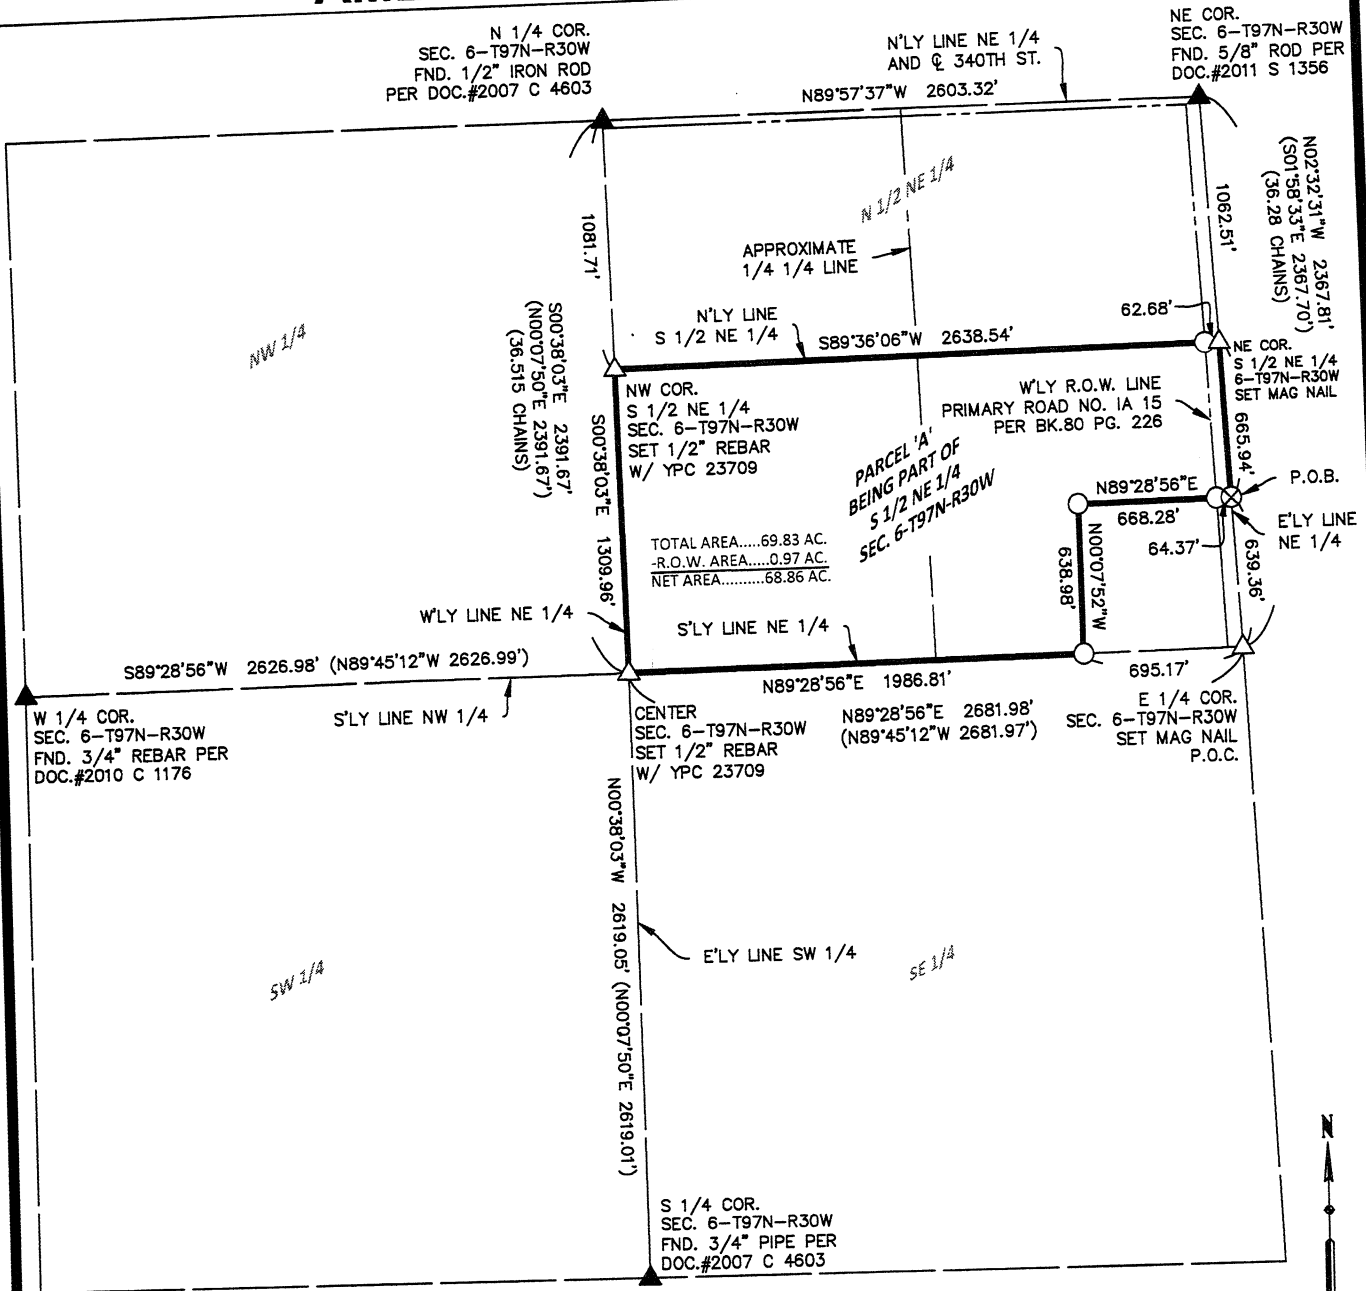 N 1/4 COR.
SEC. 6-T97N-R30W
FND. 1/2" IRON ROD
PER DOC.#2007 C 4603
N'LY LINE NE 1/4
AND ℄ 340TH ST.
NE COR.
SEC. 6-T97N-R30W
FND. 5/8" ROD PER
DOC.#2011 S 1356
N89°57'37"W 2603.32'
N02°32'31"W 2367.81'
(S01°58'33"E 2367.70')
(36.28 CHAINS)
1062.51'
1081.71'
N 1/2 NE 1/4
APPROXIMATE
1/4 1/4 LINE
NW 1/4
S00°38'03"E 2391.67'
(N00°07'50"E 2391.67')
(36.515 CHAINS)
N'LY LINE
S 1/2 NE 1/4
S89°36'06"W 2638.54'
62.68'
NE COR.
S 1/2 NE 1/4
6-T97N-R30W
SET MAG NAIL
NW COR.
S 1/2 NE 1/4
SEC. 6-T97N-R30W
SET 1/2" REBAR
W/ YPC 23709
W'LY R.O.W. LINE
PRIMARY ROAD NO. IA 15
PER BK.80 PG. 226
665.94'
S00°38'03"E 1309.96'
PARCEL 'A'
BEING PART OF
S 1/2 NE 1/4
SEC. 6-T97N-R30W
N89°28'56"E
668.28'
P.O.B.
64.37'
E'LY LINE
NE 1/4
639.36'
N00°07'52"W
638.98'
TOTAL AREA.....69.83 AC.
-R.O.W. AREA.....0.97 AC.
NET AREA..........68.86 AC.
W'LY LINE NE 1/4
S'LY LINE NE 1/4
S89°28'56"W 2626.98' (N89°45'12"W 2626.99')
N89°28'56"E 1986.81'
695.17'
W 1/4 COR.
SEC. 6-T97N-R30W
FND. 3/4" REBAR PER
DOC.#2010 C 1176
S'LY LINE NW 1/4
CENTER
SEC. 6-T97N-R30W
SET 1/2" REBAR
W/ YPC 23709
N89°28'56"E 2681.98'
(N89°45'12"W 2681.97')
E 1/4 COR.
SEC. 6-T97N-R30W
SET MAG NAIL
P.O.C.
N00°38'03"W 2619.05' (N00°07'50"E 2619.01')
E'LY LINE SW 1/4
SW 1/4
SE 1/4
N
S 1/4 COR.
SEC. 6-T97N-R30W
FND. 3/4" PIPE PER
DOC.#2007 C 4603